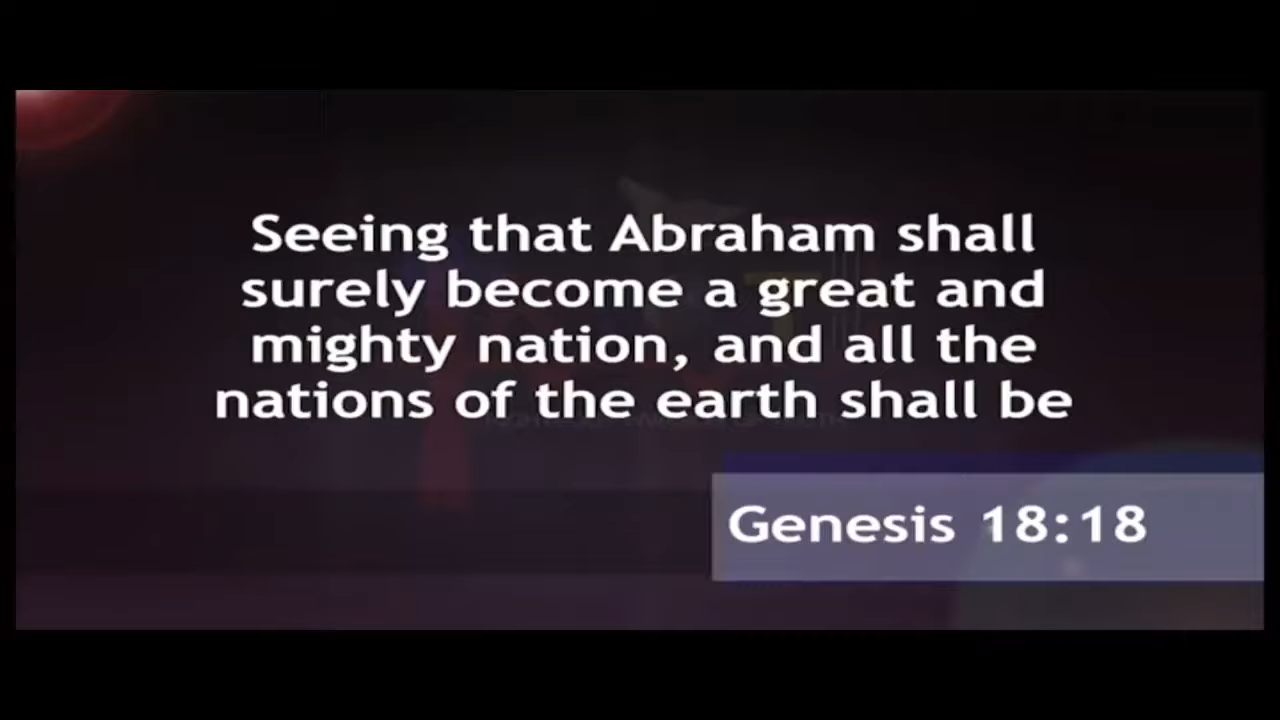 Seeing that Abraham shall
surely become a great and
mighty nation, and all the
nations of the earth shall be
Genesis 18:18